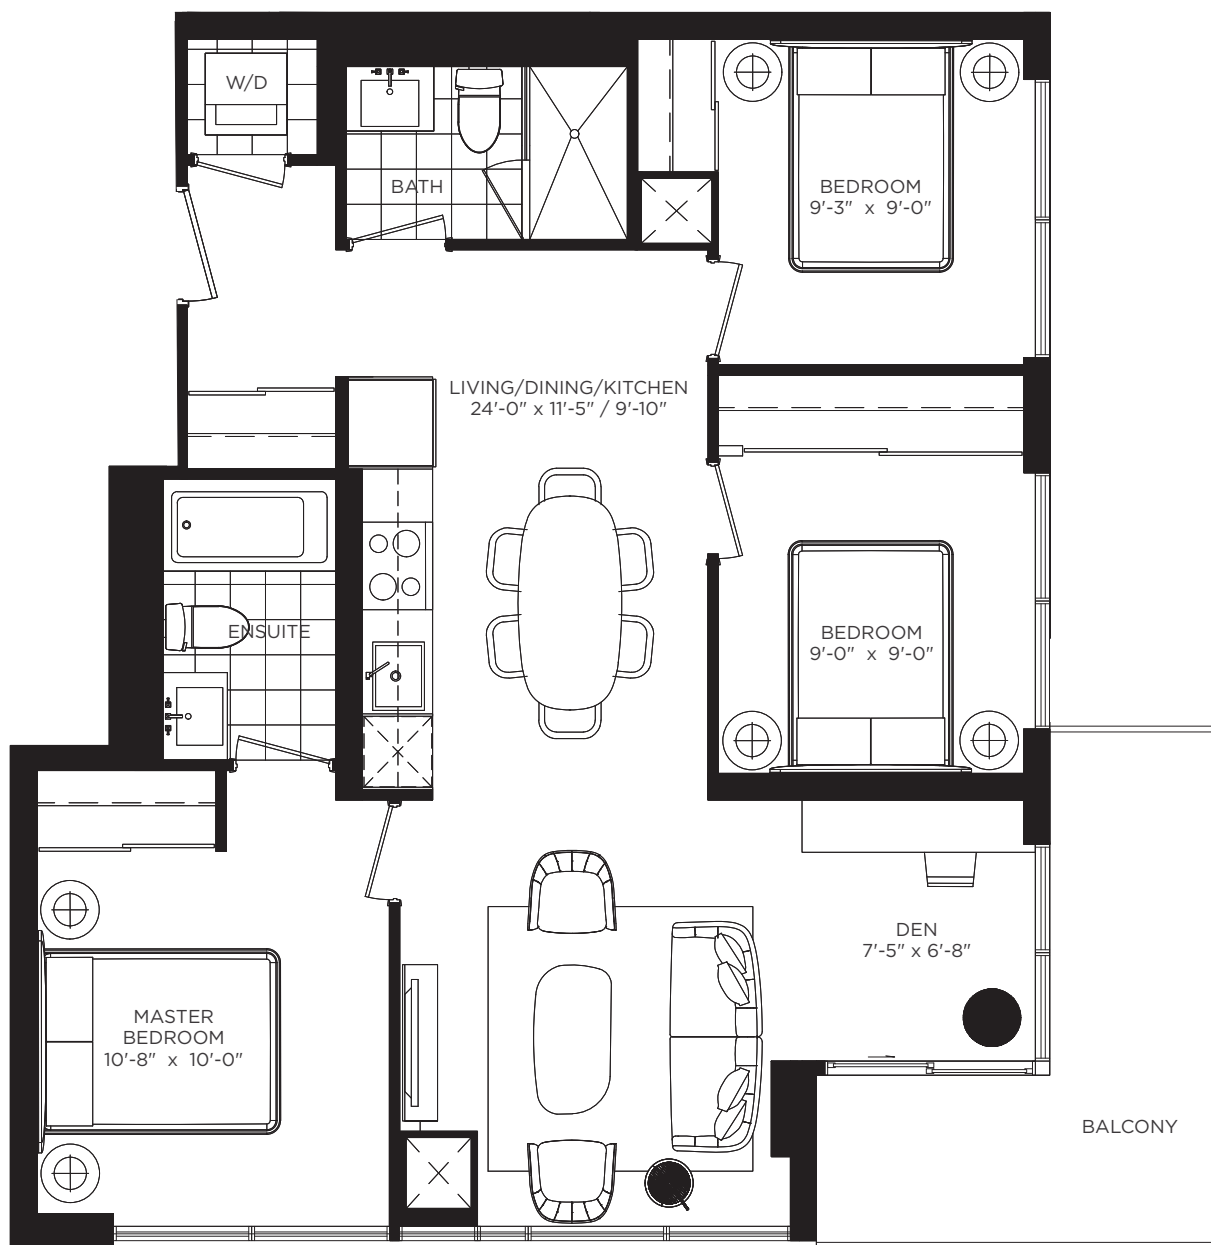 W/D
BATH
BEDROOM
9'-3" x 9'-0"
LIVING/DINING/KITCHEN
24'-0" x 11'-5" / 9'-10"
ENSUITE
BEDROOM
9'-0" x 9'-0"
DEN
7'-5" x 6'-8"
MASTER
BEDROOM
10'-8" x 10'-0"
BALCONY